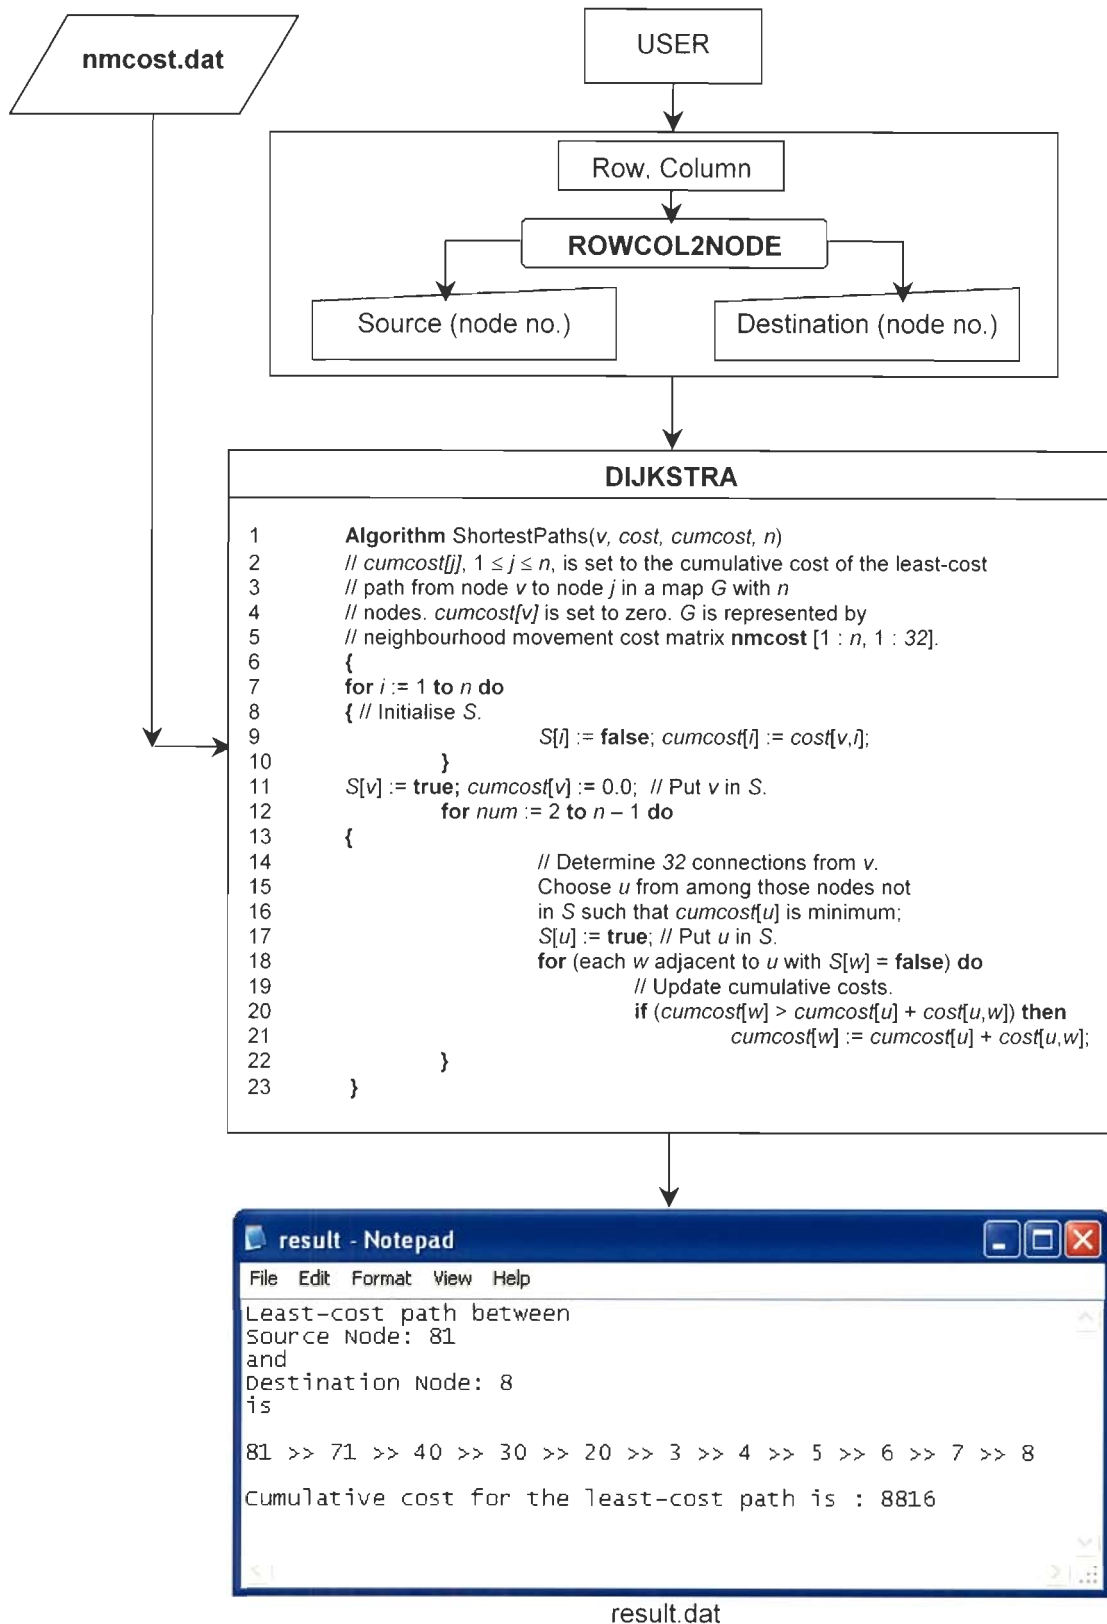 nmcost.dat
USER
Row, Column
ROWCOL2NODE
Source (node no.)
Destination (node no.)
DIJKSTRA
1 Algorithm ShortestPaths(v, cost, cumcost, n)
2 // cumcost[j], 1 ≤ j ≤ n, is set to the cumulative cost of the least-cost
3 // path from node v to node j in a map G with n
4 // nodes. cumcost[v] is set to zero. G is represented by
5 // neighbourhood movement cost matrix nmcost [1 : n, 1 : 32].
6 {
7 for i := 1 to n do
8 { // Initialise S.
9 S[i] := false; cumcost[i] := cost[v,i];
10 }
11 S[v] := true; cumcost[v] := 0.0; // Put v in S.
12 for num := 2 to n – 1 do
13 {
14 // Determine 32 connections from v.
15 Choose u from among those nodes not
16 in S such that cumcost[u] is minimum;
17 S[u] := true; // Put u in S.
18 for (each w adjacent to u with S[w] = false) do
19 // Update cumulative costs.
20 if (cumcost[w] > cumcost[u] + cost[u,w]) then
21 cumcost[w] := cumcost[u] + cost[u,w];
22 }
23 }
result - Notepad
File Edit Format View Help
Least-cost path between
Source Node: 81
and
Destination Node: 8
is
81 >> 71 >> 40 >> 30 >> 20 >> 3 >> 4 >> 5 >> 6 >> 7 >> 8
Cumulative cost for the least-cost path is : 8816
result.dat